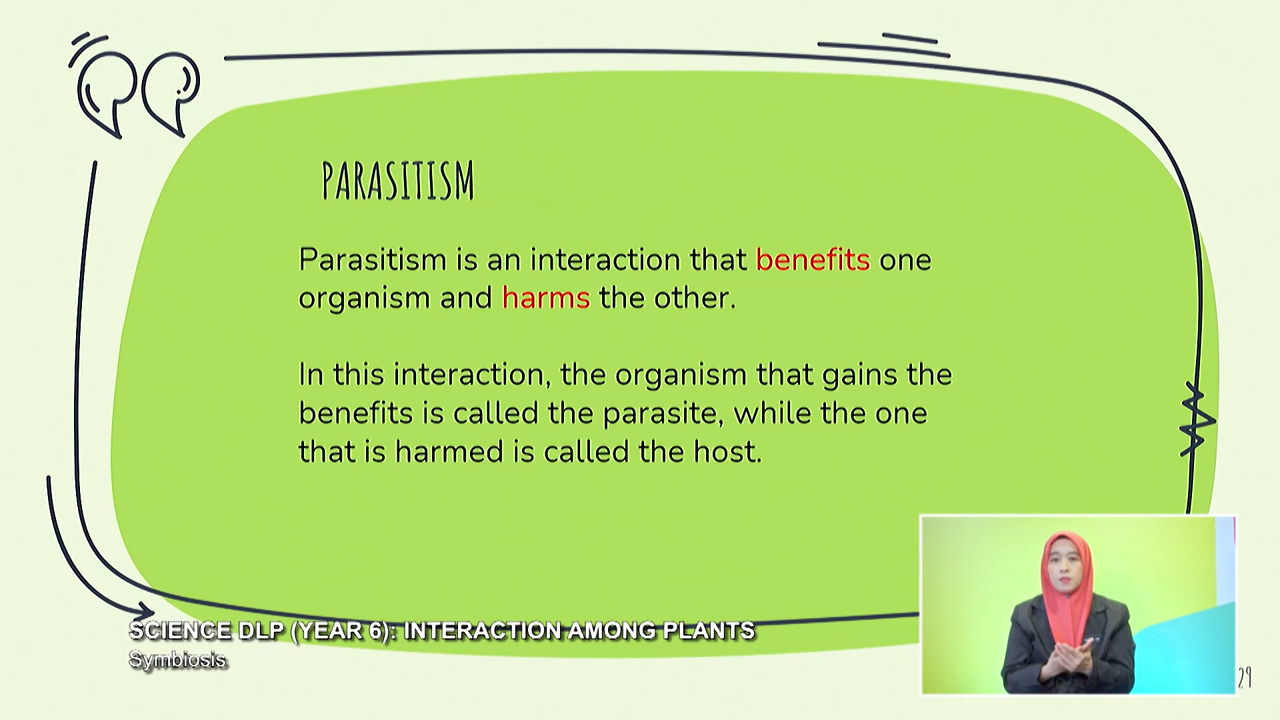 PARASITISM
Parasitism is an interaction that benefits one
organism and harms the other.
In this interaction, the organism that gains the
benefits is called the parasite, while the one
that is harmed is called the host.
SCIENCE DLP (YEAR 6): INTERACTION AMONG PLANTS
Symbiosis
29